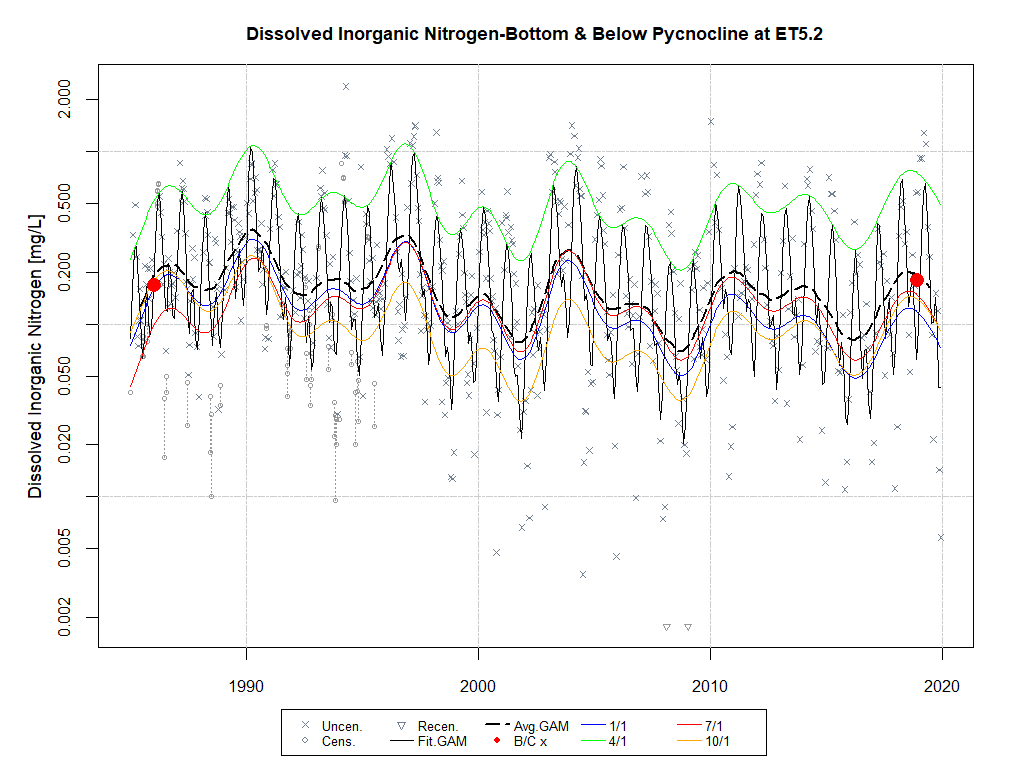 Dissolved Inorganic Nitrogen-Bottom & Below Pycnocline at ET5.2
Dissolved Inorganic Nitrogen [mg/L]
2.000
0.500
0.200
0.050
0.020
0.005
0.002
1990 2000 2010 2020
Uncen. Recen. Avg.GAM 1/1 7/1
Cens. Fit.GAM B/C x 4/1 10/1